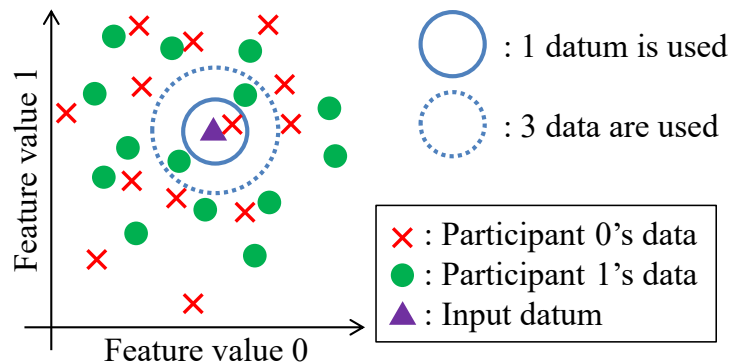 Feature value 1
Feature value 0
: 1 datum is used
: 3 data are used
: Participant 0’s data
: Participant 1’s data
: Input datum